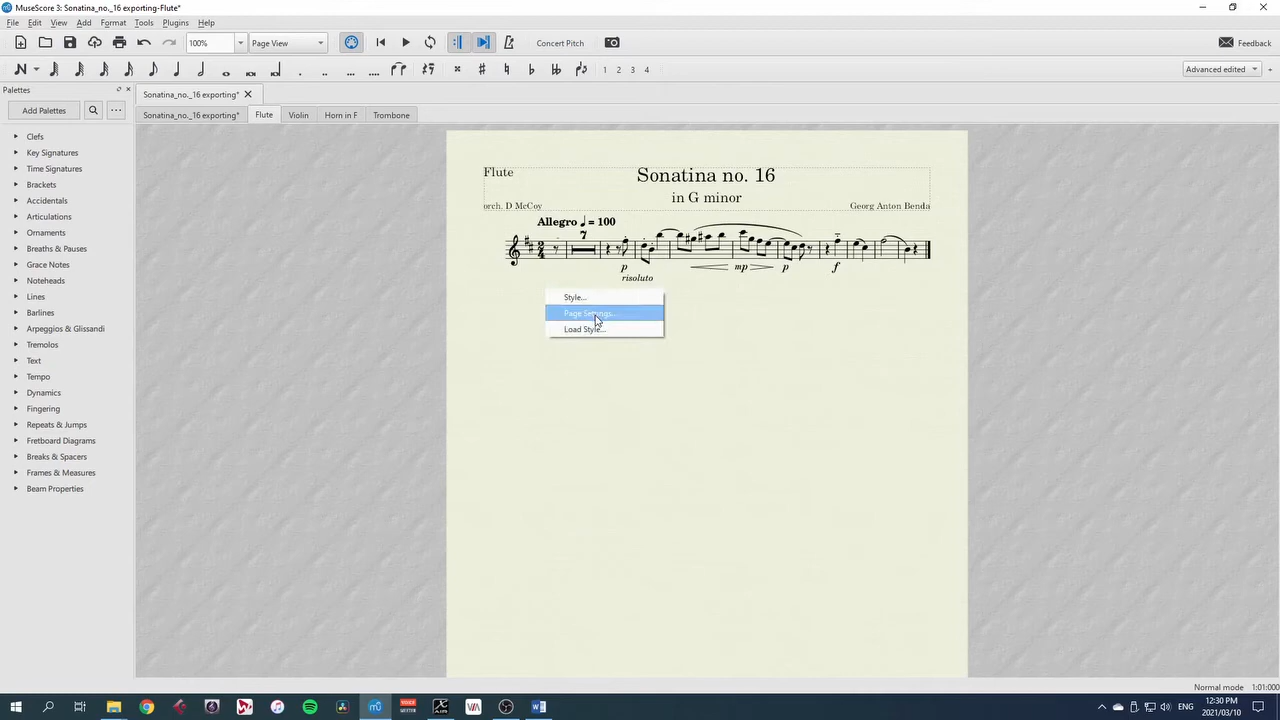 MuseScore 3: Sonatina_no._16 exporting-Flute*
File Edit View Add Format Tools Plugins Help
100% Page View Concert Pitch Feedback
1 2 3 4 Advanced edited
Palettes
Sonatina_no._16 exporting*
Add Palettes
Sonatina_no._16 exporting* Flute Violin Horn in F Trombone
Clefs
Key Signatures
Time Signatures
Brackets
Accidentals
Articulations
Ornaments
Breaths & Pauses
Grace Notes
Noteheads
Lines
Barlines
Arpeggios & Glissandi
Tremolos
Text
Tempo
Dynamics
Fingering
Repeats & Jumps
Fretboard Diagrams
Breaks & Spacers
Frames & Measures
Beam Properties
Flute
Sonatina no. 16
in G minor
orch. D McCoy
Georg Anton Benda
Allegro ♩ = 100
7
2
4
p mp p f
risoluto
Style...
Page Settings...
Load Style...
Normal mode 1:01:000
ENG
12:30 PM
2021/03/10